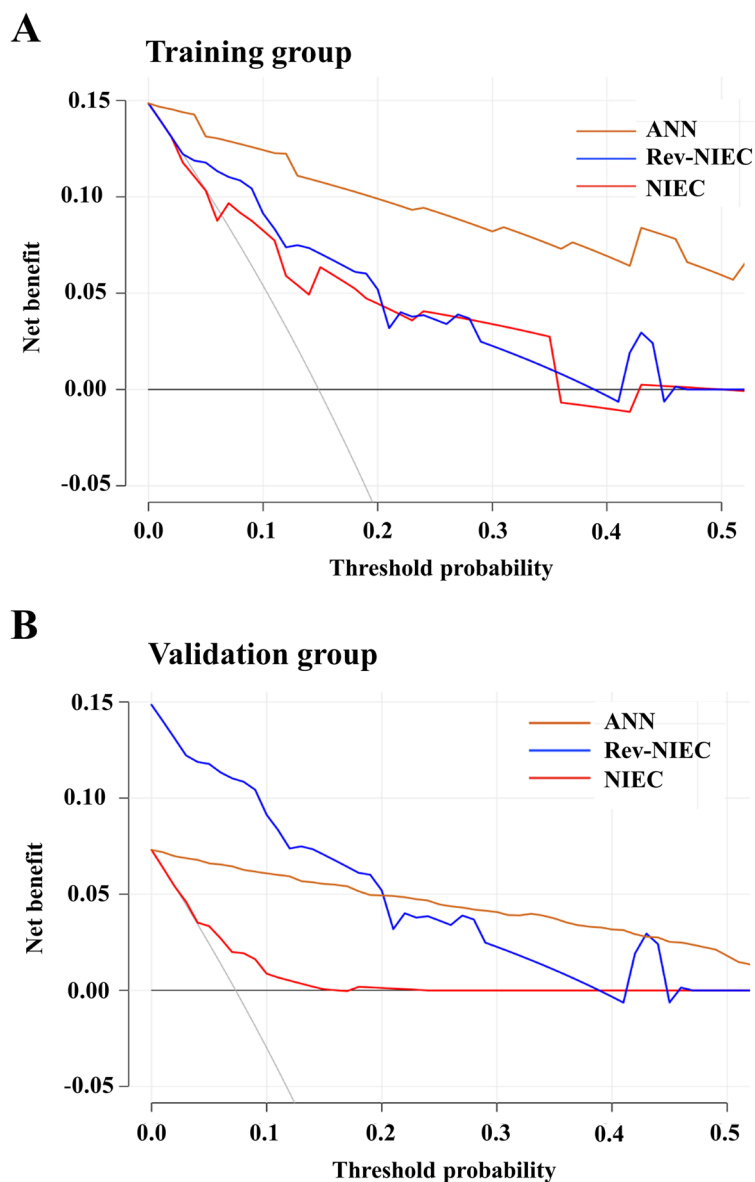 A
Training group
0.15
0.10
0.05
0.00
-0.05
Net benefit
ANN
Rev-NIEC
NIEC
0.0 0.1 0.2 0.3 0.4 0.5
Threshold probability
B
Validation group
0.15
0.10
0.05
0.00
-0.05
Net benefit
ANN
Rev-NIEC
NIEC
0.0 0.1 0.2 0.3 0.4 0.5
Threshold probability